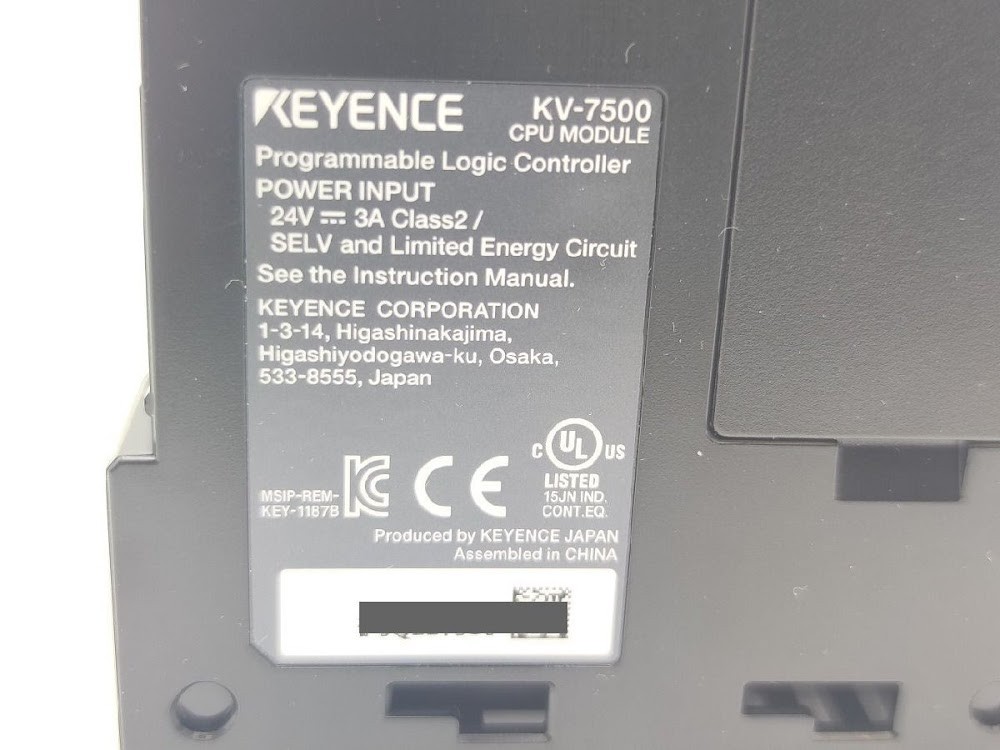 KEYENCE KV-7500
CPU MODULE
Programmable Logic Controller
POWER INPUT
24V ⎓ 3A Class2 /
SELV and Limited Energy Circuit
See the Instruction Manual.
KEYENCE CORPORATION
1-3-14, Higashinakajima,
Higashiyodogawa-ku, Osaka,
533-8555, Japan
C UL US
LISTED
15JN IND.
CONT.EQ.
MSIP-REM-
KEY-1187B
KC CE
Produced by KEYENCE JAPAN
Assembled in CHINA